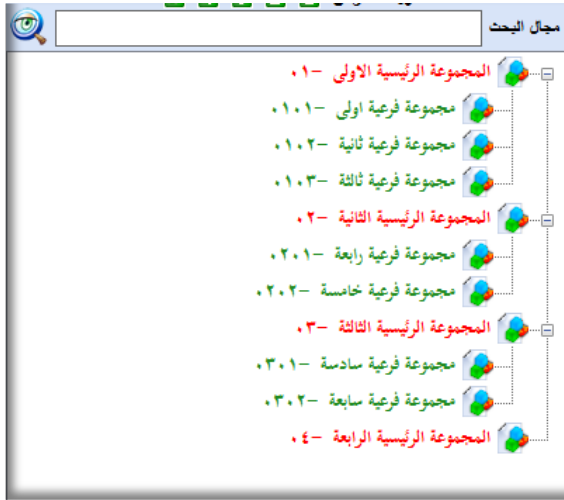 مجال البحث
المجموعة الرئيسية الاولى -٠١
مجموعة فرعية اولى -٠١٠١
مجموعة فرعية ثانية -٠١٠٢
مجموعة فرعية ثالثة -٠١٠٣
المجموعة الرئيسية الثانية -٠٢
مجموعة فرعية رابعة -٠٢٠١
مجموعة فرعية خامسة -٠٢٠٢
المجموعة الرئيسية الثالثة -٠٣
مجموعة فرعية سادسة -٠٣٠١
مجموعة فرعية سابعة -٠٣٠٢
المجموعة الرئيسية الرابعة -٠٤